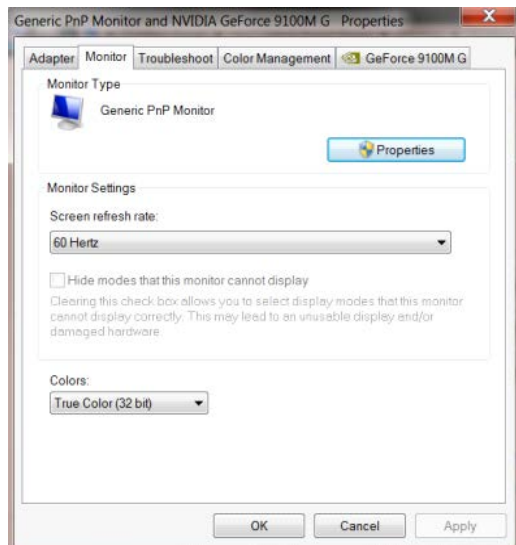 Generic PnP Monitor and NVIDIA GeForce 9100M G Properties
Adapter Monitor Troubleshoot Color Management GeForce 9100M G
Monitor Type
Generic PnP Monitor
Properties
Monitor Settings
Screen refresh rate:
60 Hertz
Hide modes that this monitor cannot display
Clearing this check box allows you to select display modes that this monitor
cannot display correctly. This may lead to an unusable display and/or
damaged hardware.
Colors:
True Color (32 bit)
OK Cancel Apply